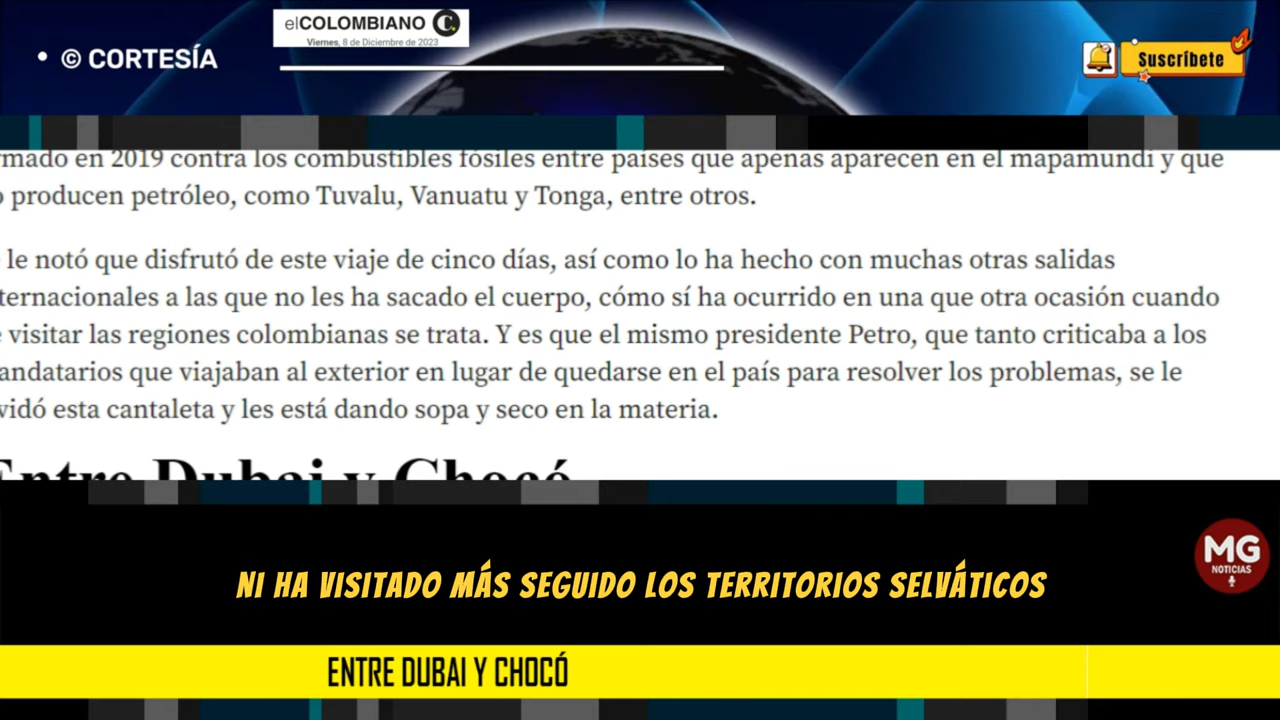 elCOLOMBIANO C
Viernes, 8 de Diciembre de 2023
• © CORTESÍA
Suscríbete
en 2019 contra los combustibles fósiles entre países que apenas aparecen en el mapamundi y que
producen petróleo, como Tuvalu, Vanuatu y Tonga, entre otros.
le notó que disfrutó de este viaje de cinco días, así como lo ha hecho con muchas otras salidas
a las que no les ha sacado el cuerpo, cómo sí ha ocurrido en una que otra ocasión cuando
visitar las regiones colombianas se trata. Y es que el mismo presidente Petro, que tanto criticaba a los
que viajaban al exterior en lugar de quedarse en el país para resolver los problemas, se le
esta cantaleta y les está dando sopa y seco en la materia.
Entre Dubai y Chocó
MG
NOTICIAS
NI HA VISITADO MÁS SEGUIDO LOS TERRITORIOS SELVÁTICOS
ENTRE DUBAI Y CHOCÓ